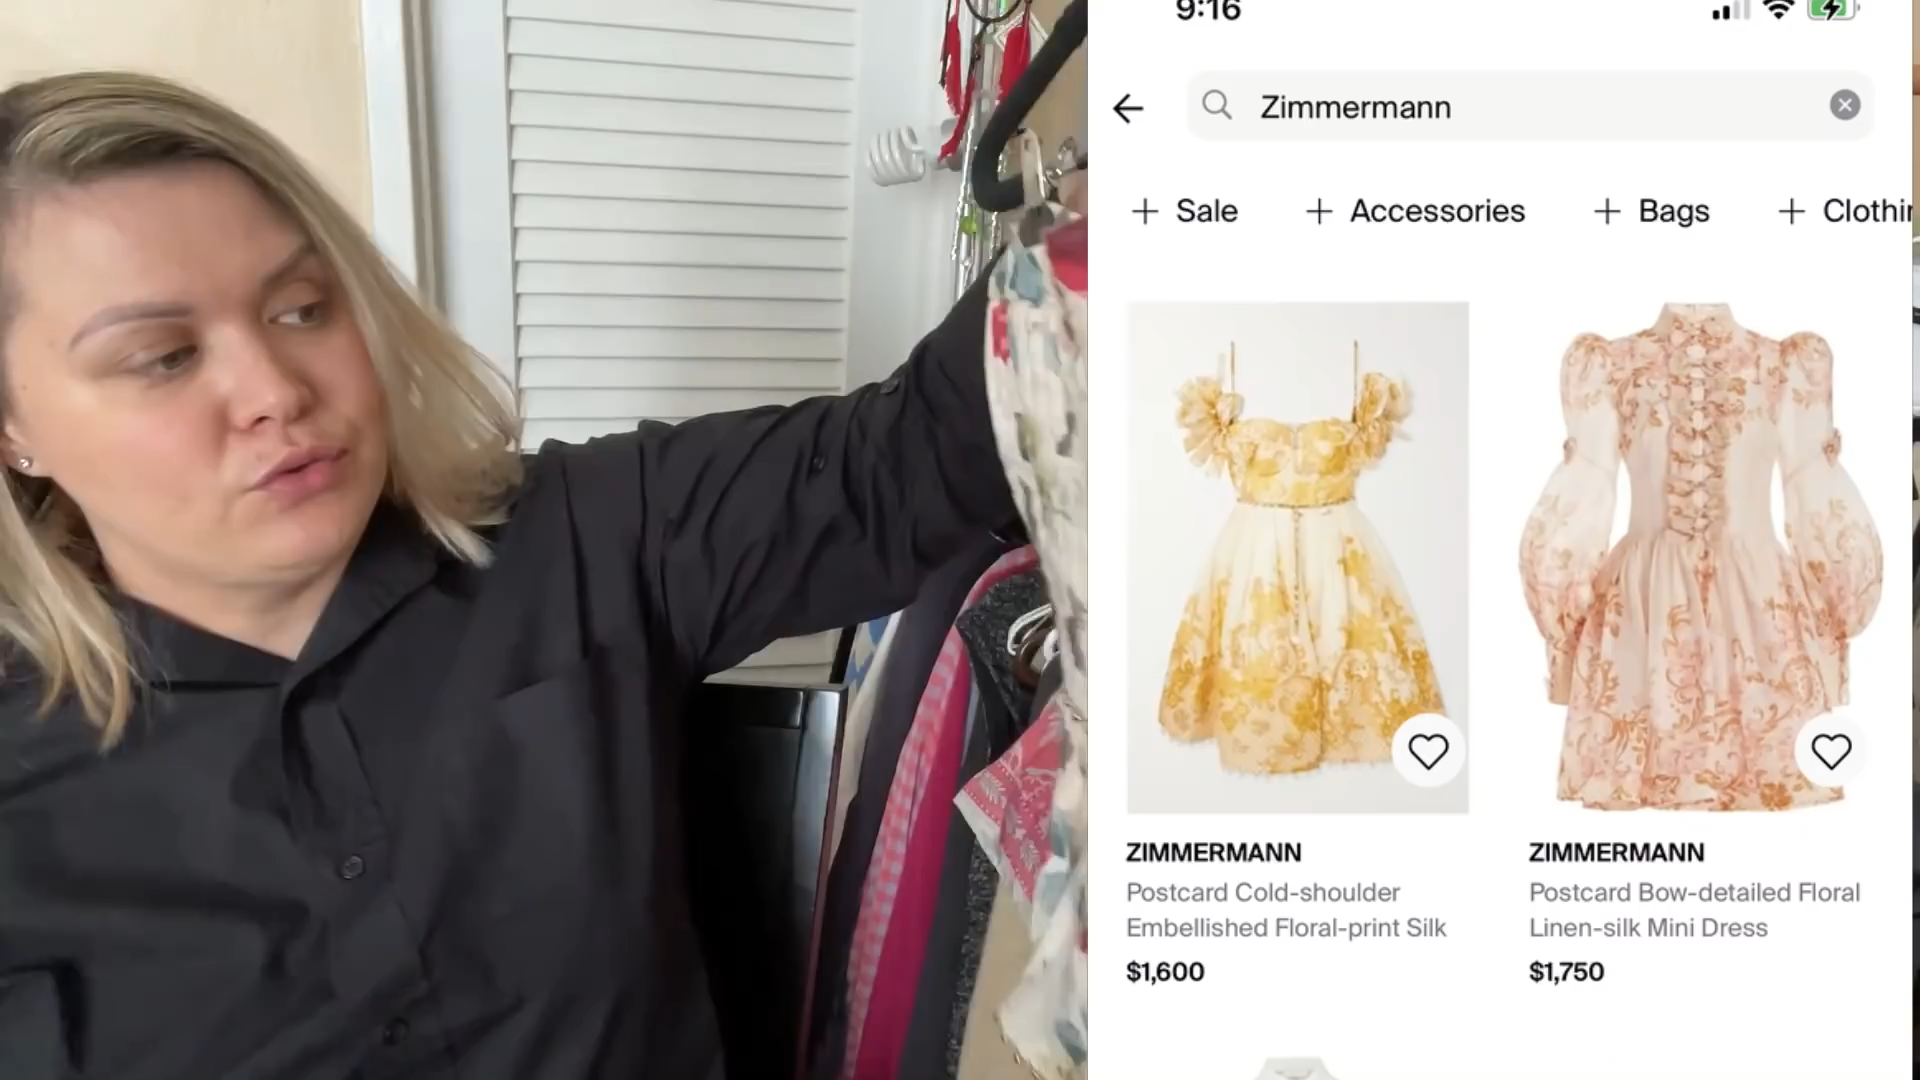 9:16
Zimmermann
+ Sale + Accessories + Bags + Clothin
ZIMMERMANN
Postcard Cold-shoulder
Embellished Floral-print Silk
$1,600
ZIMMERMANN
Postcard Bow-detailed Floral
Linen-silk Mini Dress
$1,750